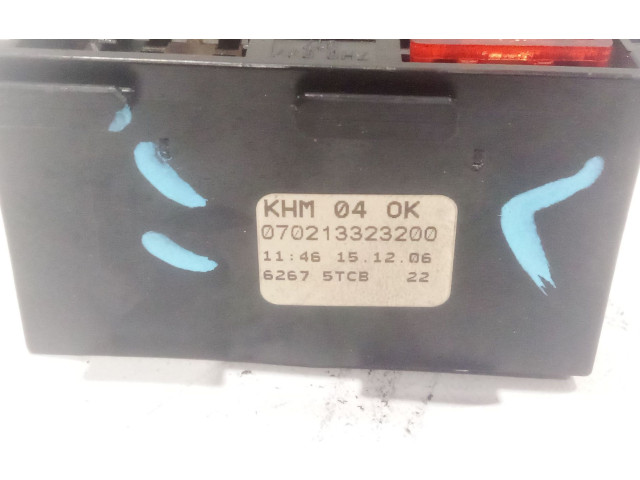 KHM 04 OK
070213323200
11:46 15.12.06
6267 5TCB 22